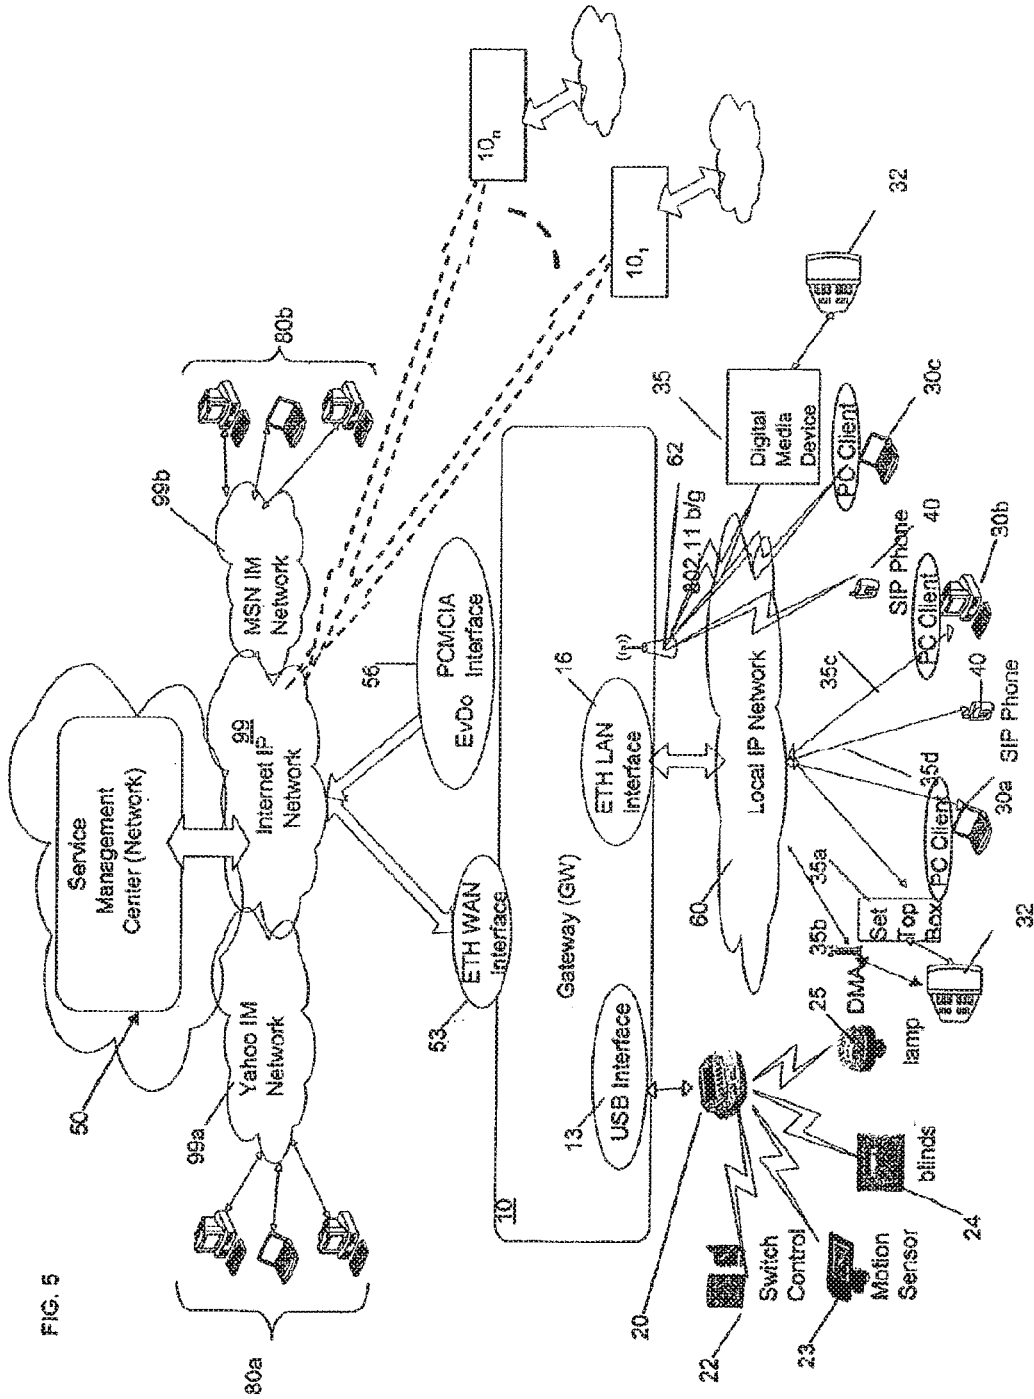 FIG. 5
80a
99a
Yahoo IM
Network
50
Service
Management
Center (Network)
99
Internet IP
Network
99b
MSN IM
Network
80b
53
ETH WAN
Interface
56
EvDo
PCMCIA
Interface
10
Gateway (GW)
13
USB Interface
16
ETH LAN
Interface
62
802.11 b/g
10n
101
20
22
Switch
Control
23
Motion
Sensor
24
blinds
25
lamp
60
Local IP Network
35
Digital
Media
Device
32
DMA
35b
35a
Set
Top
Box
32
PC Client
30a
35d
35c
SIP Phone
40
PC Client
30b
SIP Phone
40
PC Client
30c